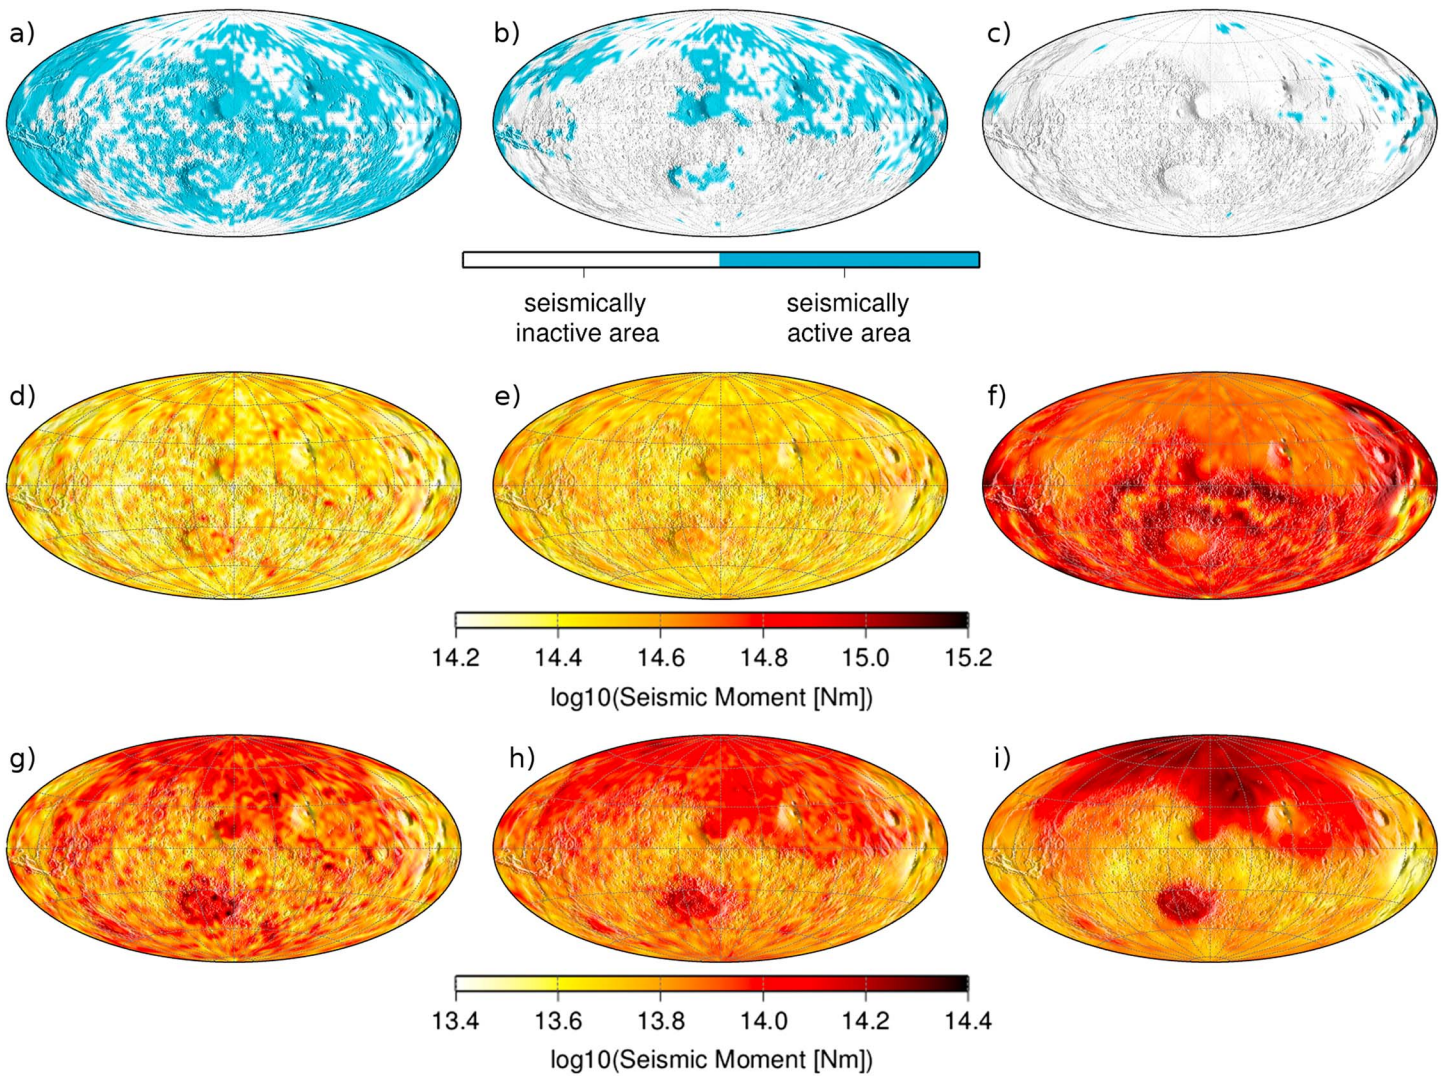 a) b) c)
seismically seismically
inactive area active area
d) e) f)
14.2 14.4 14.6 14.8 15.0 15.2
log10(Seismic Moment [Nm])
g) h) i)
13.4 13.6 13.8 14.0 14.2 14.4
log10(Seismic Moment [Nm])